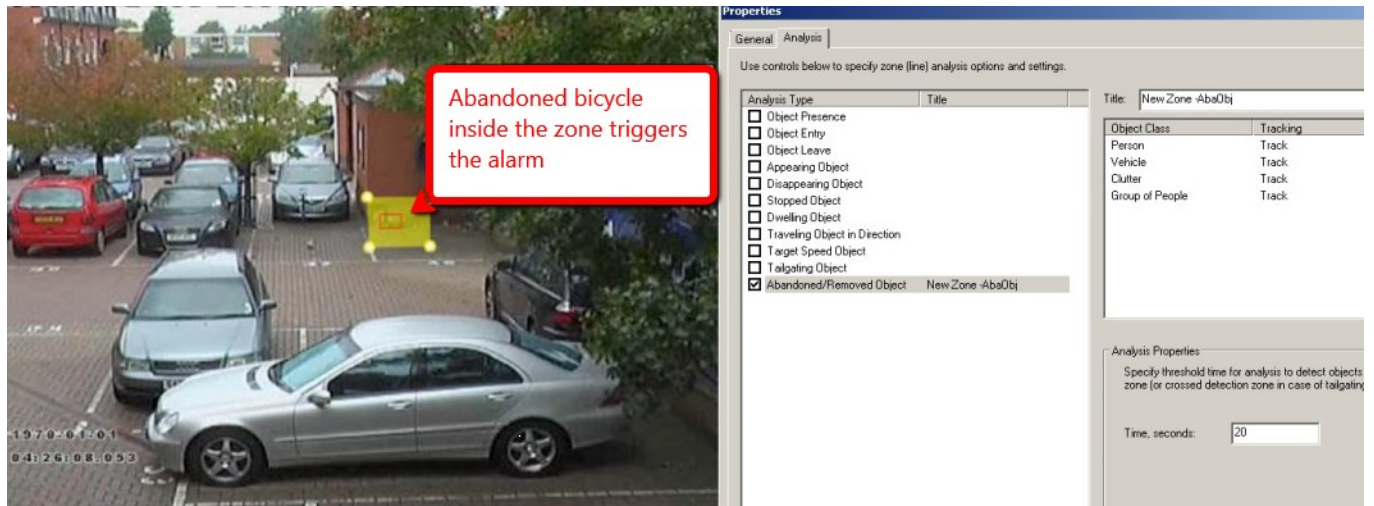 Abandoned bicycle
inside the zone triggers
the alarm
1970-01-01
04:26:08.053
Properties
General
Analysis
Use controls below to specify zone (line) analysis options and settings.
Analysis Type
Title
Object Presence
Object Entry
Object Leave
Appearing Object
Disappearing Object
Stopped Object
Dwelling Object
Traveling Object in Direction
Target Speed Object
Tailgating Object
Abandoned/Removed Object New Zone -AbaObj
Title: New Zone -AbaObj
Object Class Tracking
Person Track
Vehicle Track
Clutter Track
Group of People Track
Analysis Properties
Specify threshold time for analysis to detect objects
zone (or crossed detection zone in case of tailgating
Time, seconds: 20